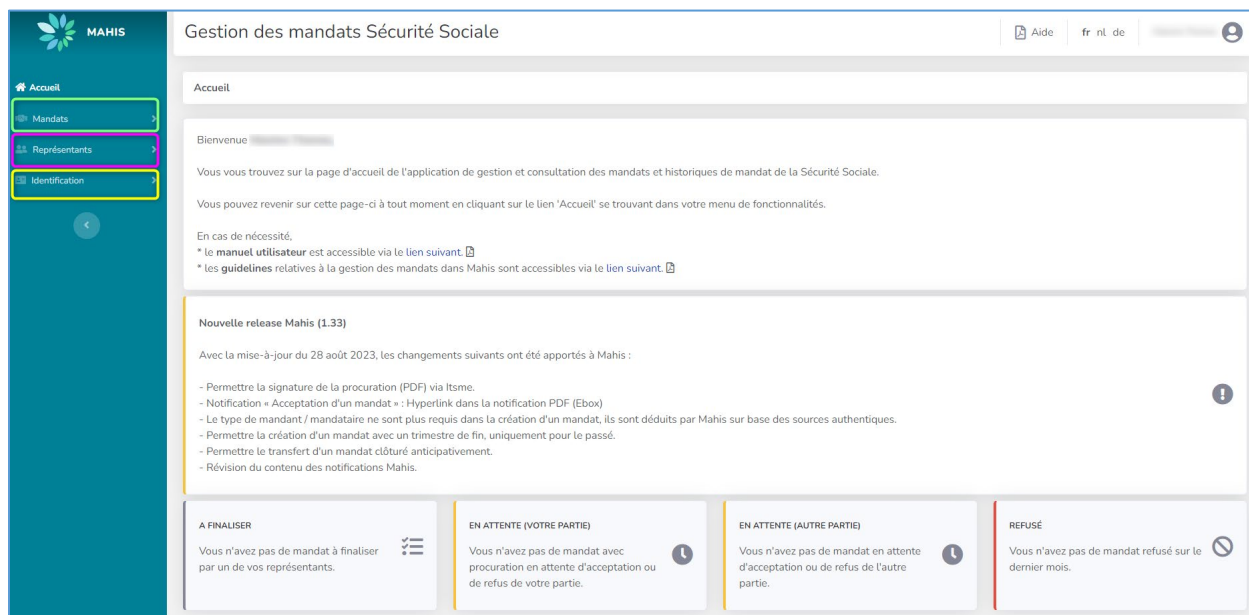 MAHIS
Gestion des mandats Sécurité Sociale
Aide
fr nl de
Accueil
Mandats
Représentants
Identification
Accueil
Bienvenue
Vous vous trouvez sur la page d'accueil de l'application de gestion et consultation des mandats et historiques de mandat de la Sécurité Sociale.
Vous pouvez revenir sur cette page-ci à tout moment en cliquant sur le lien 'Accueil' se trouvant dans votre menu de fonctionnalités.
En cas de nécessité,
* le manuel utilisateur est accessible via le lien suivant.
* les guidelines relatives à la gestion des mandats dans Mahis sont accessibles via le lien suivant.
Nouvelle release Mahis (1.33)
Avec la mise-à-jour du 28 août 2023, les changements suivants ont été apportés à Mahis :
- Permettre la signature de la procuration (PDF) via Itsme.
- Notification « Acceptation d'un mandat » : Hyperlink dans la notification PDF (Ebox)
- Le type de mandant / mandataire ne sont plus requis dans la création d'un mandat, ils sont déduits par Mahis sur base des sources authentiques.
- Permettre la création d'un mandat avec un trimestre de fin, uniquement pour le passé.
- Permettre le transfert d'un mandat clôturé anticipativement.
- Révision du contenu des notifications Mahis.
A FINALISER
Vous n'avez pas de mandat à finaliser
par un de vos représentants.
EN ATTENTE (VOTRE PARTIE)
Vous n'avez pas de mandat avec
procuration en attente d'acceptation ou
de refus de votre partie.
EN ATTENTE (AUTRE PARTIE)
Vous n'avez pas de mandat en attente
d'acceptation ou de refus de l'autre
partie.
REFUSÉ
Vous n'avez pas de mandat refusé sur le
dernier mois.